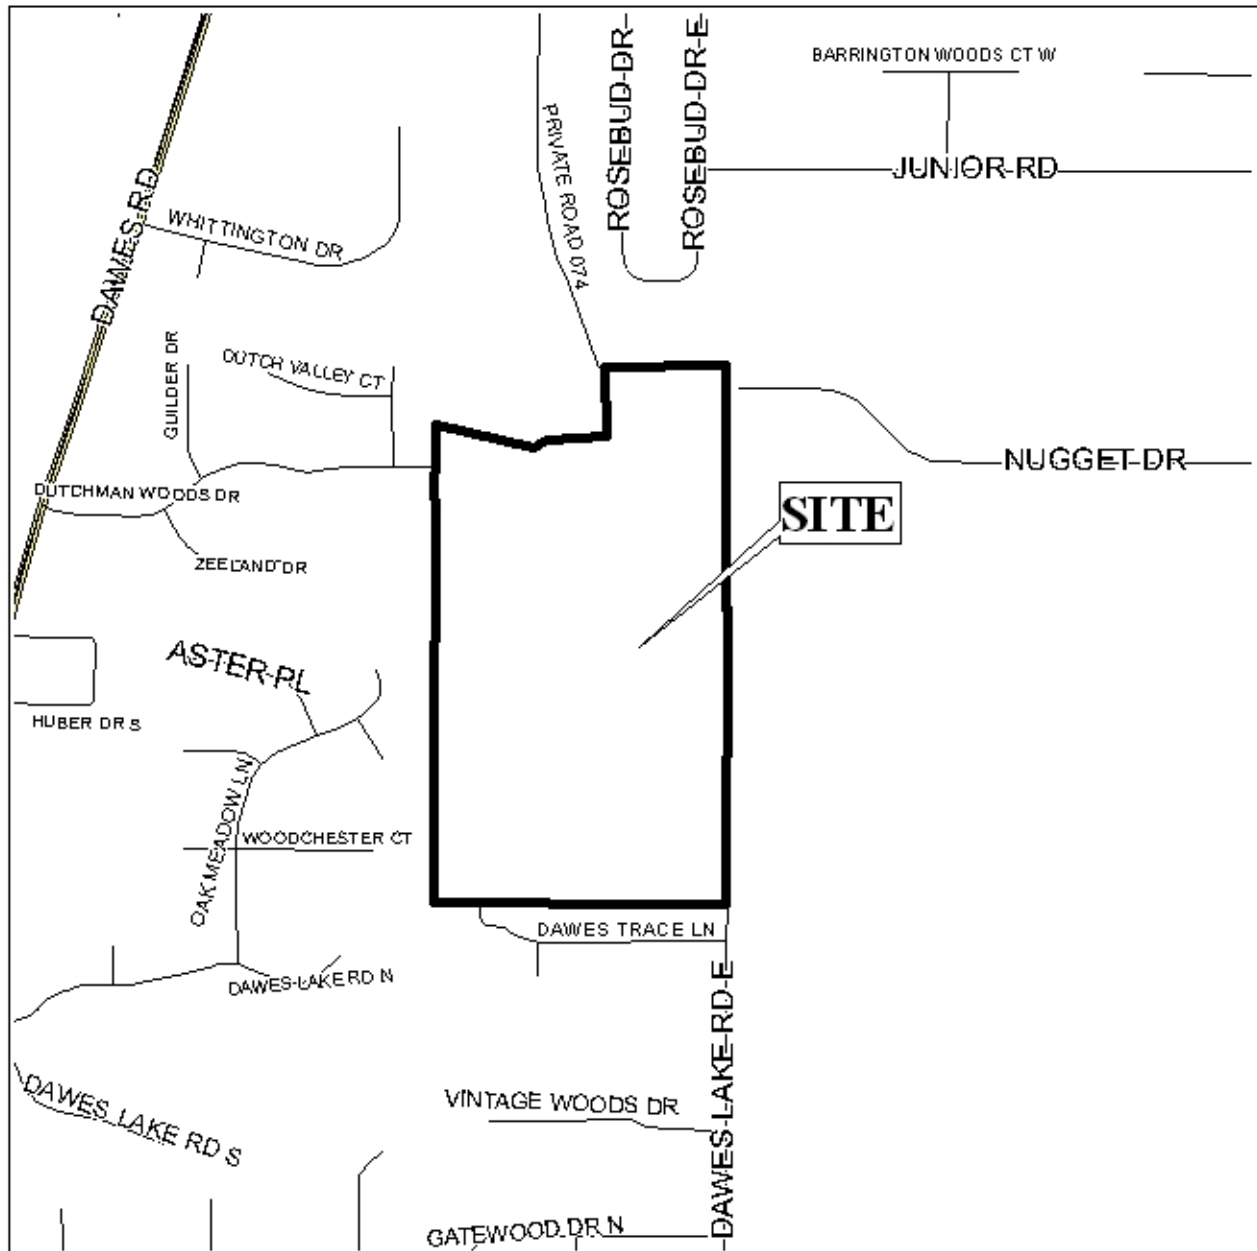 BARRINGTON WOODS CT W
ROSEBUD-DR
ROSEBUD-DR-E
PRIVATE ROAD 074
JUNIOR-RD
DAWES RD
WHITTINGTON DR
GUILDER DR
DUTCH VALLEY CT
NUGGET-DR
DUTCHMAN WOODS DR
SITE
ZEELAND DR
ASTER-PL
HUBER DR S
OAK MEADOW LN
WOODCHESTER CT
DAWES TRACE LN
DAWES-LAKE RD N
DAWES-LAKE-RD-E
DAWES LAKE RD S
VINTAGE WOODS DR
GATEWOOD DR N